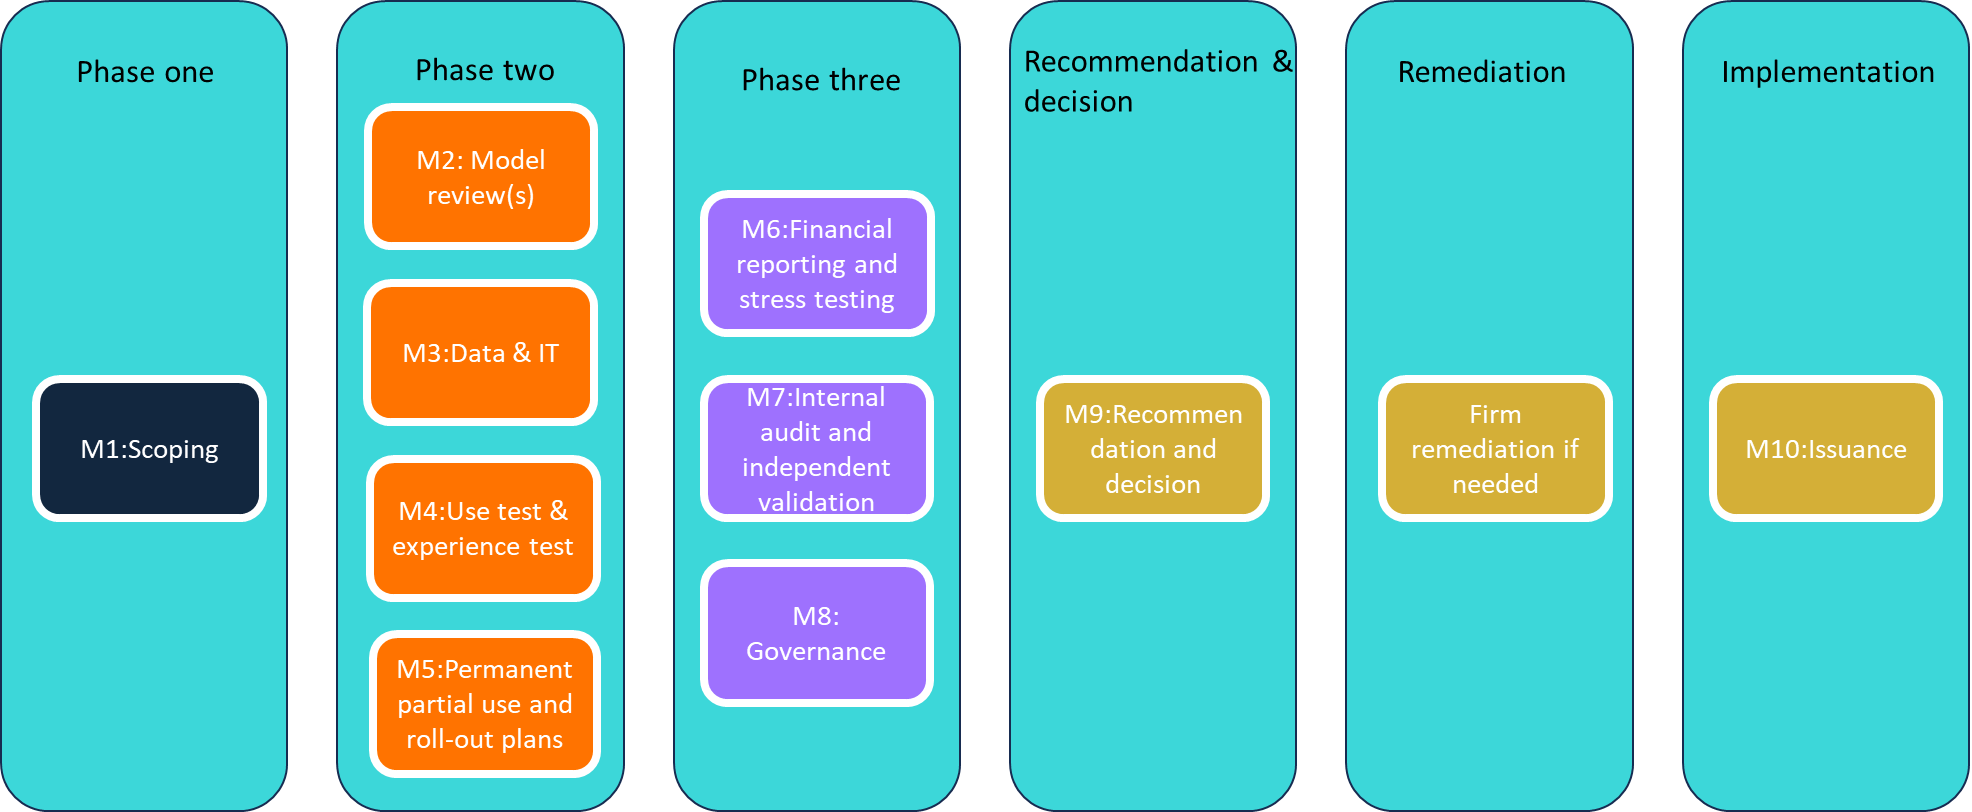 Phase one
M1:Scoping
Phase two
M2: Model
review(s)
M3:Data & IT
M4:Use test &
experience test
M5:Permanent
partial use and
roll-out plans
Phase three
M6:Financial
reporting and
stress testing
M7:Internal
audit and
independent
validation
M8:
Governance
Recommendation &
decision
M9:Recommen
dation and
decision
Remediation
Firm
remediation if
needed
Implementation
M10:Issuance